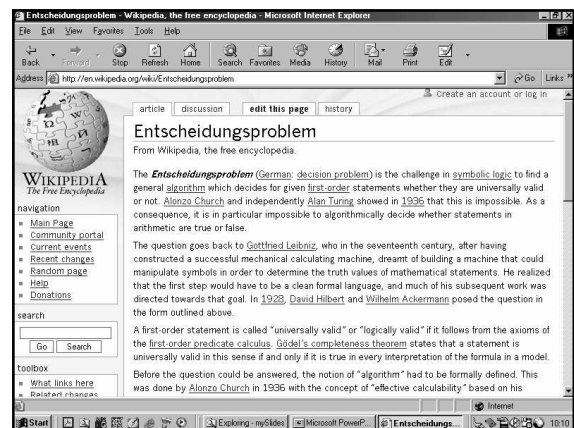 Entscheidungsproblem - Wikipedia, the free encyclopedia - Microsoft Internet Explorer
File Edit View Favorites Tools Help
Back Forward Stop Refresh Home Search Favorites Media History Mail Print Edit
Address http://en.wikipedia.org/wiki/Entscheidungsproblem Go Links »
Create an account or log in
article discussion edit this page history
Entscheidungsproblem
From Wikipedia, the free encyclopedia.
The Entscheidungsproblem (German: decision problem) is the challenge in symbolic logic to find a
general algorithm which decides for given first-order statements whether they are universally valid
or not. Alonzo Church and independently Alan Turing showed in 1936 that this is impossible. As a
consequence, it is in particular impossible to algorithmically decide whether statements in
arithmetic are true or false.
The question goes back to Gottfried Leibniz, who in the seventeenth century, after having
constructed a successful mechanical calculating machine, dreamt of building a machine that could
manipulate symbols in order to determine the truth values of mathematical statements. He realized
that the first step would have to be a clean formal language, and much of his subsequent work was
directed towards that goal. In 1928, David Hilbert and Wilhelm Ackermann posed the question in
the form outlined above.
A first-order statement is called "universally valid" or "logically valid" if it follows from the axioms of
the first-order predicate calculus. Gödel's completeness theorem states that a statement is
universally valid in this sense if and only if it is true in every interpretation of the formula in a model.
Before the question could be answered, the notion of "algorithm" had to be formally defined. This
was done by Alonzo Church in 1936 with the concept of "effective calculability" based on his
WIKIPEDIA
The Free Encyclopedia
navigation
Main Page
Community portal
Current events
Recent changes
Random page
Help
Donations
search
Go Search
toolbox
What links here
Related changes
Internet
Start Exploring - mySlides Microsoft PowerP... Entscheidungs... 10:10